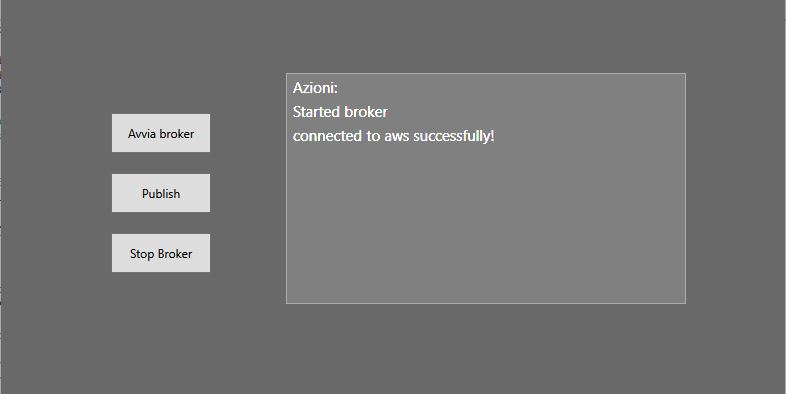 Azioni:
Started broker
connected to aws successfully!
Avvia broker
Publish
Stop Broker